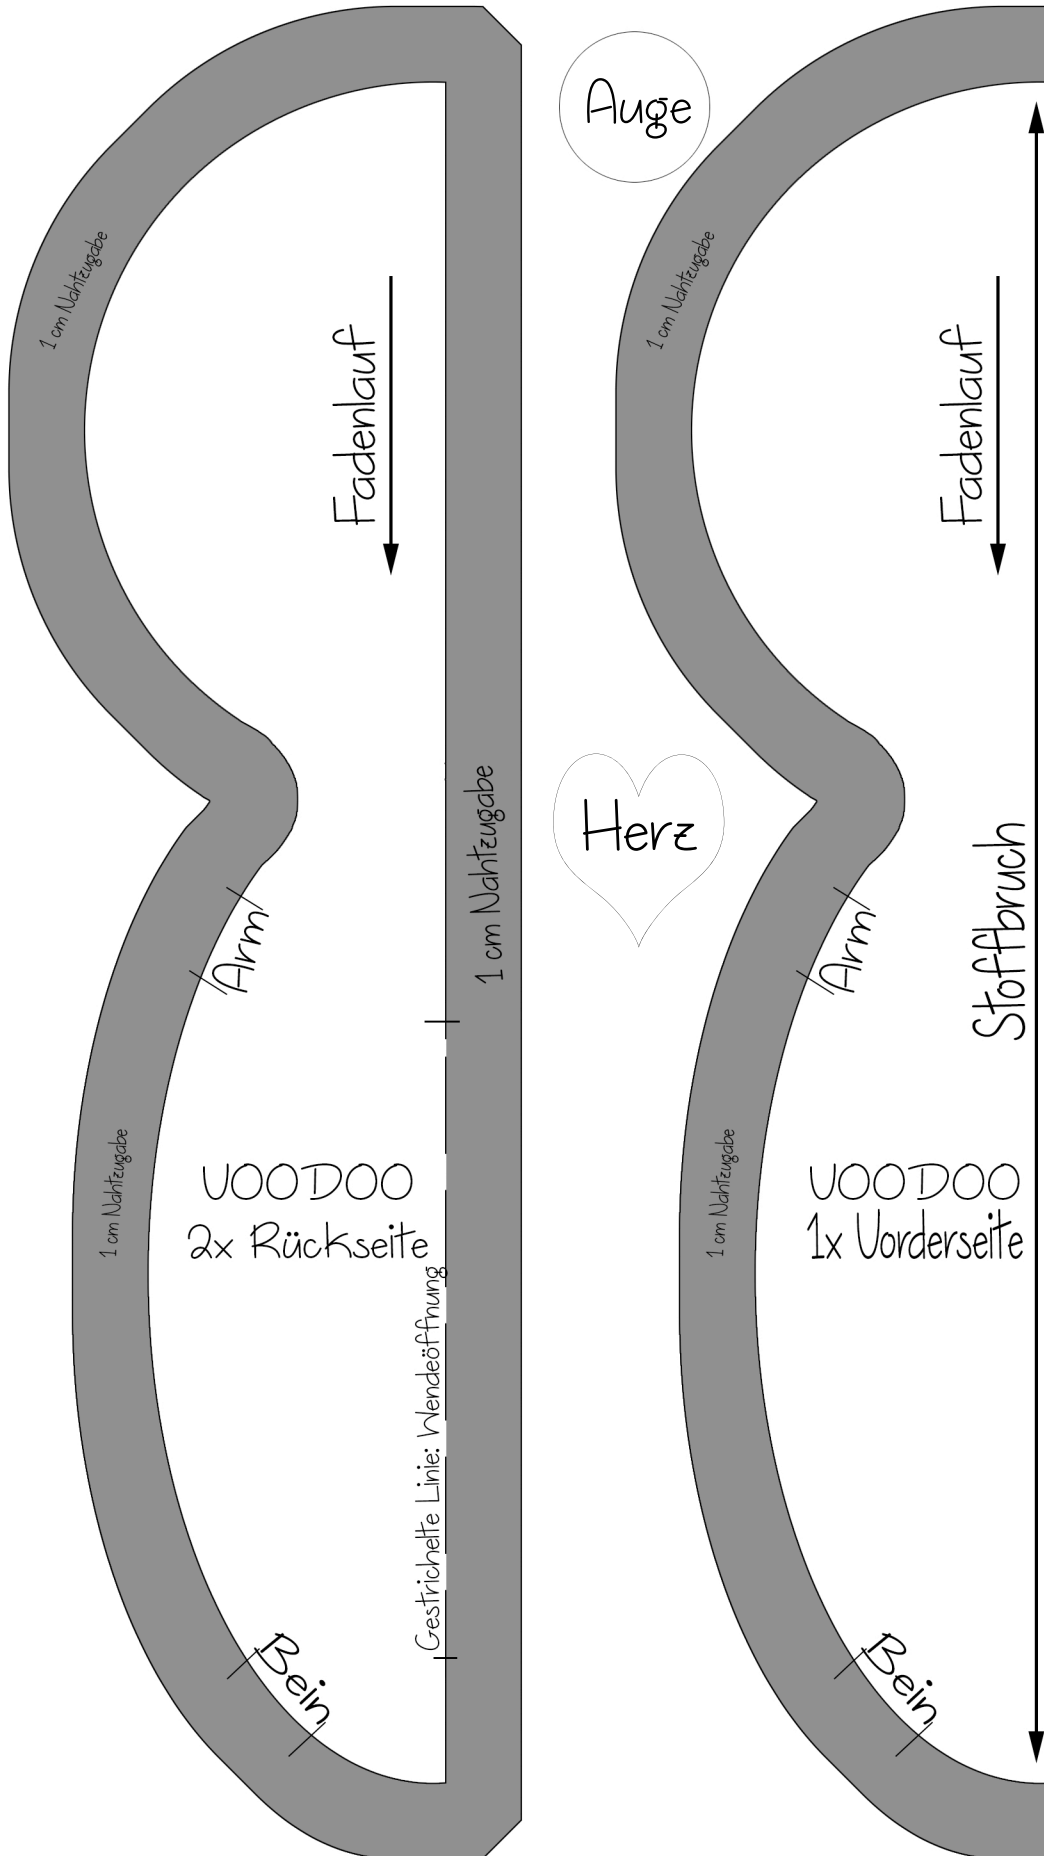 1 cm Nahtzugabe
Fadenlauf
1 cm Nahtzugabe
Arm
VOODOO
2x Rückseite
1 cm Nahtzugabe
Gestrichelte Linie: Wendeöffnung
Bein
Auge
Herz
1 cm Nahtzugabe
Fadenlauf
Stoffbruch
Arm
VOODOO
1x Vorderseite
1 cm Nahtzugabe
Bein